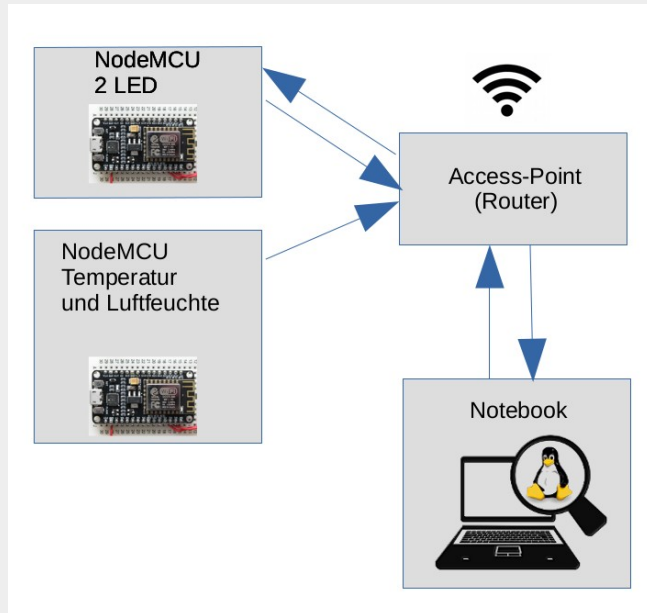 NodeMCU
2 LED
Access-Point
(Router)
NodeMCU
Temperatur
und Luftfeuchte
Notebook